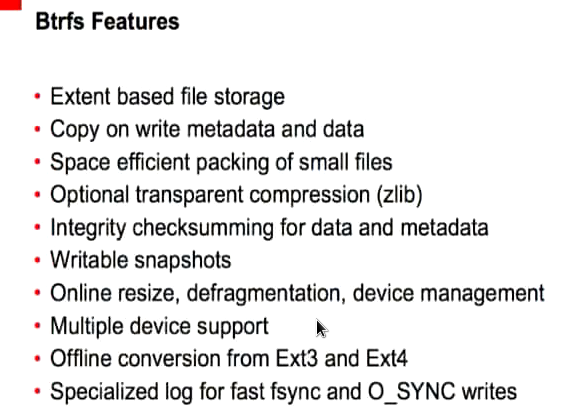 Btrfs Features
• Extent based file storage
• Copy on write metadata and data
• Space efficient packing of small files
• Optional transparent compression (zlib)
• Integrity checksumming for data and metadata
• Writable snapshots
• Online resize, defragmentation, device management
• Multiple device support
• Offline conversion from Ext3 and Ext4
• Specialized log for fast fsync and O_SYNC writes